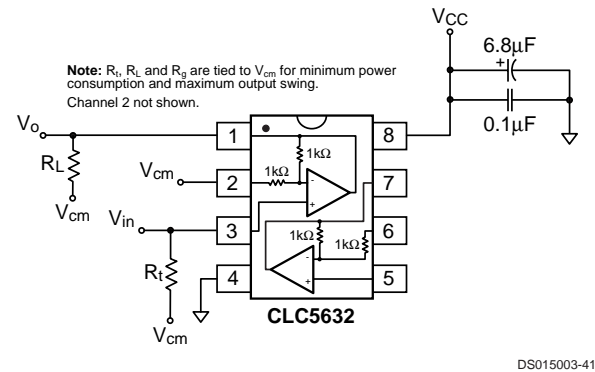 VCC
6.8μF
+
0.1μF
Note: Rt, RL and Rg are tied to Vcm for minimum power
consumption and maximum output swing.
Channel 2 not shown.
Vo
RL
Vcm
Vcm
Vin
Rt
Vcm
1
2
3
4
8
7
6
5
1kΩ
1kΩ
-
+
1kΩ
1kΩ
-
+
CLC5632
DS015003-41